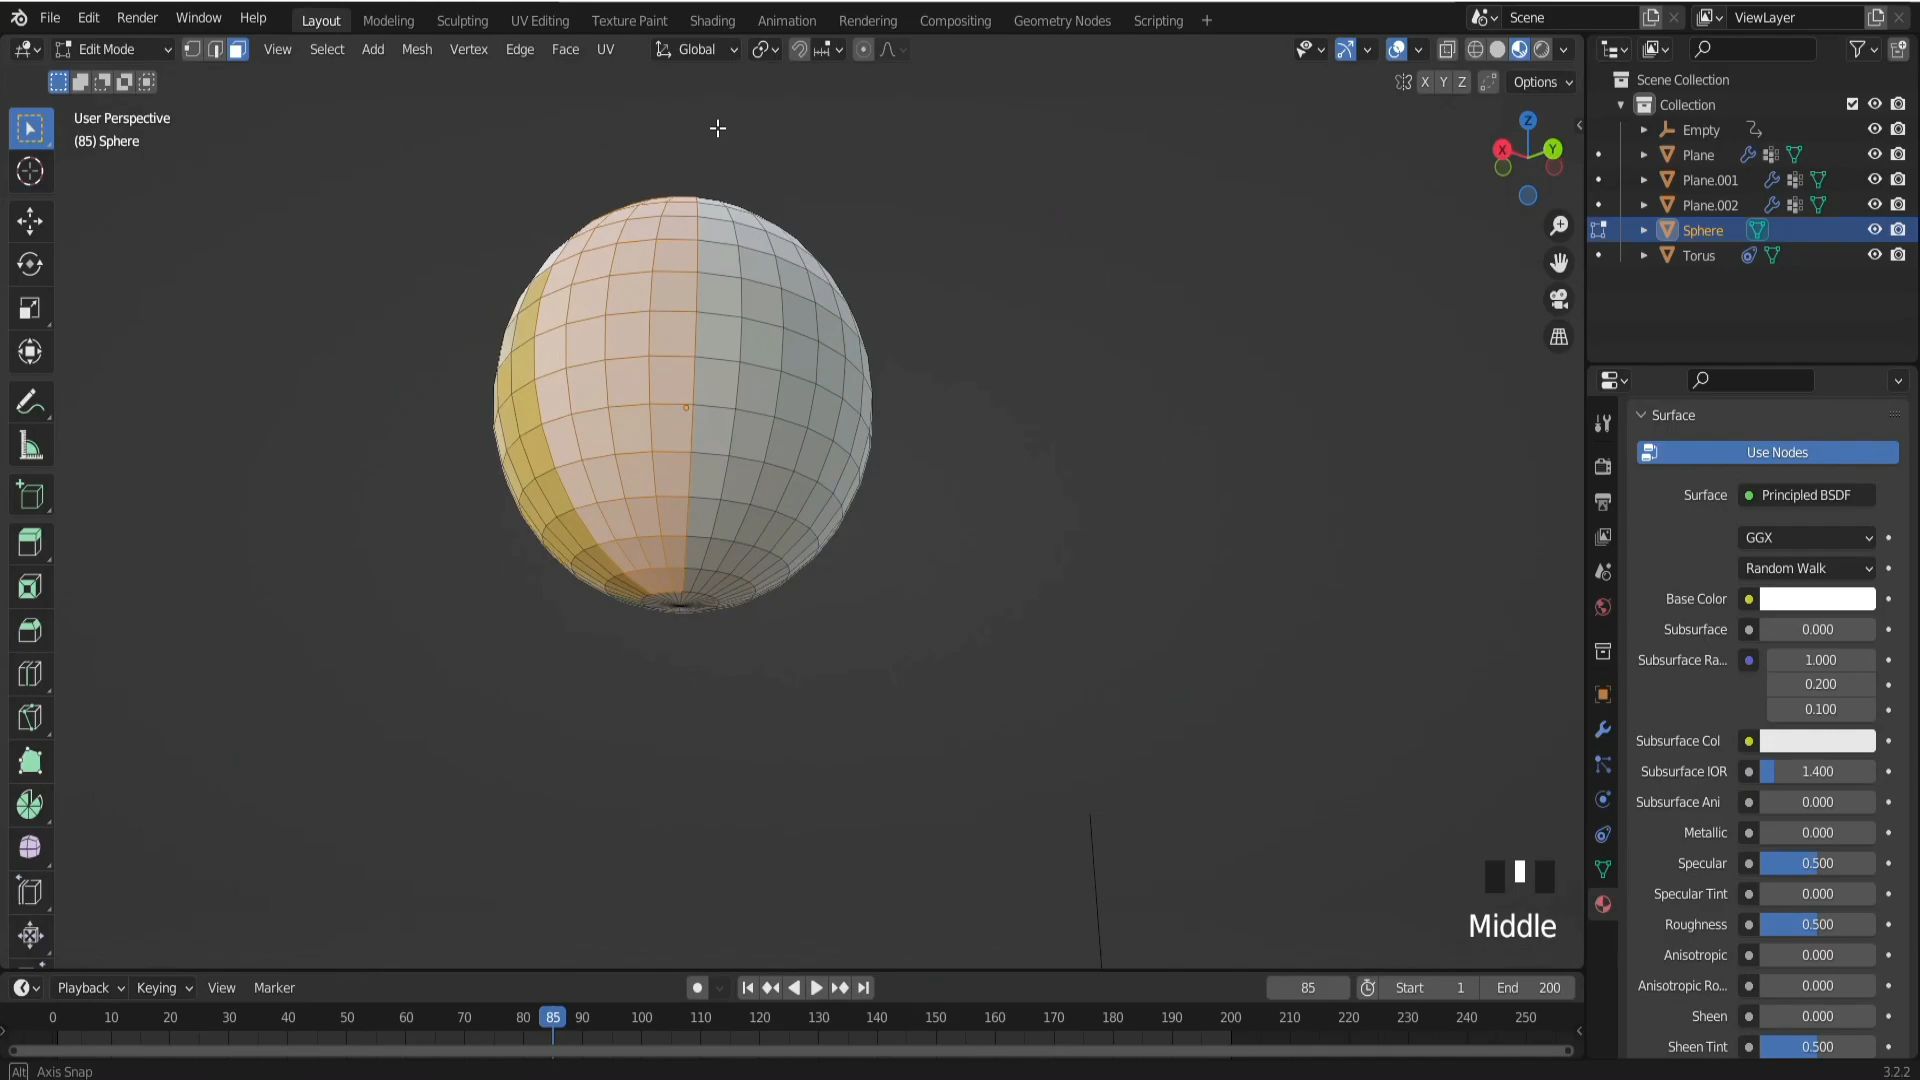 File Edit Render Window Help Layout Modeling Sculpting UV Editing Texture Paint Shading Animation Rendering Compositing Geometry Nodes Scripting + Scene ViewLayer
Edit Mode View Select Add Mesh Vertex Edge Face UV Global
X Y Z Options
Scene Collection
Collection
Empty
Plane
Plane.001
Plane.002
Sphere
Torus
User Perspective
(85) Sphere
Z
X
Y
Surface
Use Nodes
Surface Principled BSDF
GGX
Random Walk
Base Color
Subsurface 0.000
Subsurface Ra... 1.000
0.200
0.100
Subsurface Col
Subsurface IOR 1.400
Subsurface Ani 0.000
Metallic 0.000
Specular 0.500
Specular Tint 0.000
Roughness 0.500
Anisotropic 0.000
Anisotropic Ro... 0.000
Sheen 0.000
Sheen Tint 0.500
Middle
Playback Keying View Marker 85 Start 1 End 200
0 10 20 30 40 50 60 70 80 85 90 100 110 120 130 140 150 160 170 180 190 200 210 220 230 240 250
Alt Axis Snap 3.2.2